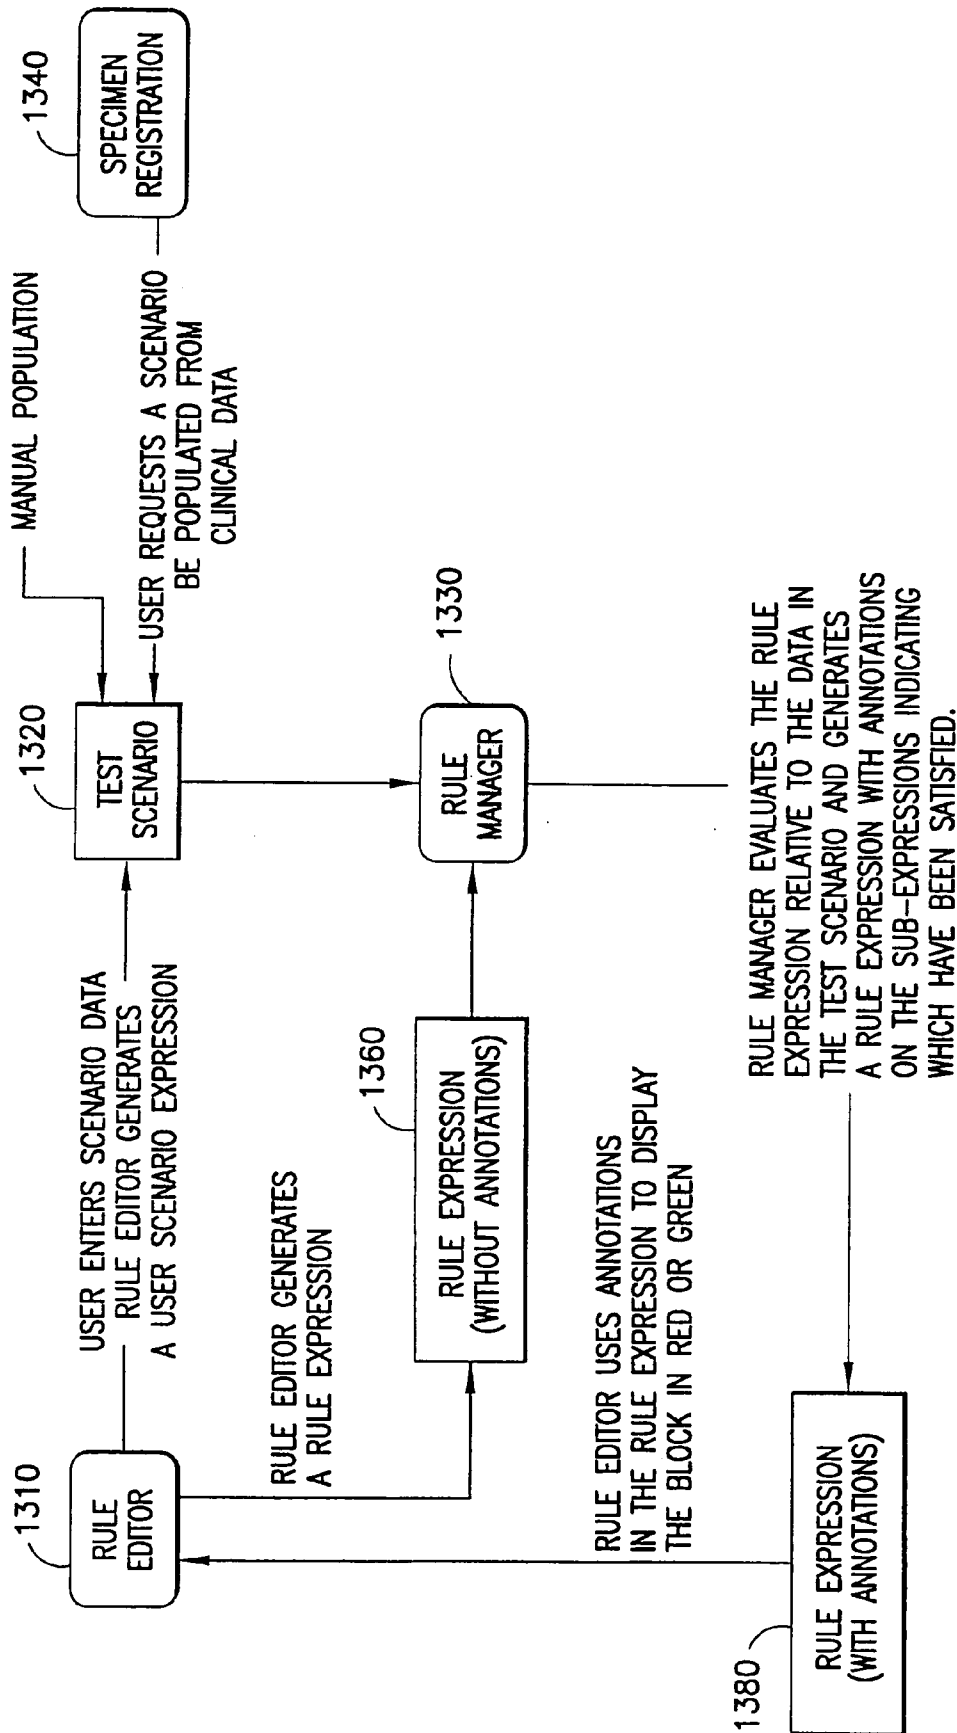 1310
RULE
EDITOR
USER ENTERS SCENARIO DATA
RULE EDITOR GENERATES
A USER SCENARIO EXPRESSION
1320
TEST
SCENARIO
MANUAL POPULATION
USER REQUESTS A SCENARIO
BE POPULATED FROM
CLINICAL DATA
1340
SPECIMEN
REGISTRATION
RULE EDITOR GENERATES
A RULE EXPRESSION
1360
RULE EXPRESSION
(WITHOUT ANNOTATIONS)
1330
RULE
MANAGER
RULE EDITOR USES ANNOTATIONS
IN THE RULE EXPRESSION TO DISPLAY
THE BLOCK IN RED OR GREEN
RULE MANAGER EVALUATES THE RULE
EXPRESSION RELATIVE TO THE DATA IN
THE TEST SCENARIO AND GENERATES
A RULE EXPRESSION WITH ANNOTATIONS
ON THE SUB-EXPRESSIONS INDICATING
WHICH HAVE BEEN SATISFIED.
1380
RULE EXPRESSION
(WITH ANNOTATIONS)